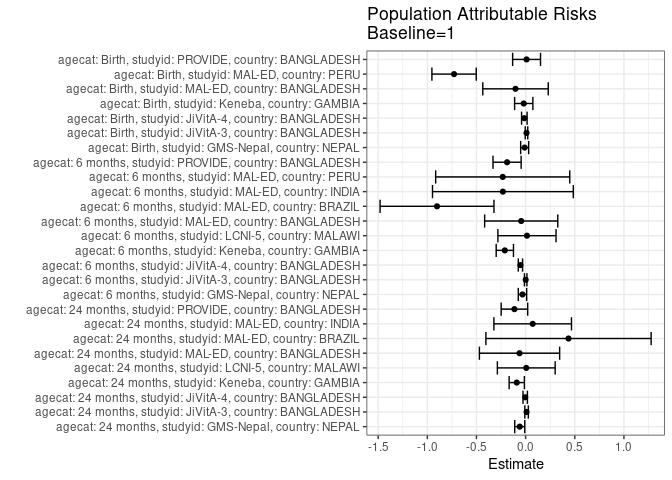 Population Attributable Risks
Baseline=1
agecat: Birth, studyid: PROVIDE, country: BANGLADESH
agecat: Birth, studyid: MAL-ED, country: PERU
agecat: Birth, studyid: MAL-ED, country: BANGLADESH
agecat: Birth, studyid: Keneba, country: GAMBIA
agecat: Birth, studyid: JiVitA-4, country: BANGLADESH
agecat: Birth, studyid: JiVitA-3, country: BANGLADESH
agecat: Birth, studyid: GMS-Nepal, country: NEPAL
agecat: 6 months, studyid: PROVIDE, country: BANGLADESH
agecat: 6 months, studyid: MAL-ED, country: PERU
agecat: 6 months, studyid: MAL-ED, country: INDIA
agecat: 6 months, studyid: MAL-ED, country: BRAZIL
agecat: 6 months, studyid: MAL-ED, country: BANGLADESH
agecat: 6 months, studyid: LCNI-5, country: MALAWI
agecat: 6 months, studyid: Keneba, country: GAMBIA
agecat: 6 months, studyid: JiVitA-4, country: BANGLADESH
agecat: 6 months, studyid: JiVitA-3, country: BANGLADESH
agecat: 6 months, studyid: GMS-Nepal, country: NEPAL
agecat: 24 months, studyid: PROVIDE, country: BANGLADESH
agecat: 24 months, studyid: MAL-ED, country: INDIA
agecat: 24 months, studyid: MAL-ED, country: BRAZIL
agecat: 24 months, studyid: MAL-ED, country: BANGLADESH
agecat: 24 months, studyid: LCNI-5, country: MALAWI
agecat: 24 months, studyid: Keneba, country: GAMBIA
agecat: 24 months, studyid: JiVitA-4, country: BANGLADESH
agecat: 24 months, studyid: JiVitA-3, country: BANGLADESH
agecat: 24 months, studyid: GMS-Nepal, country: NEPAL
-1.5 -1.0 -0.5 0.0 0.5 1.0
Estimate